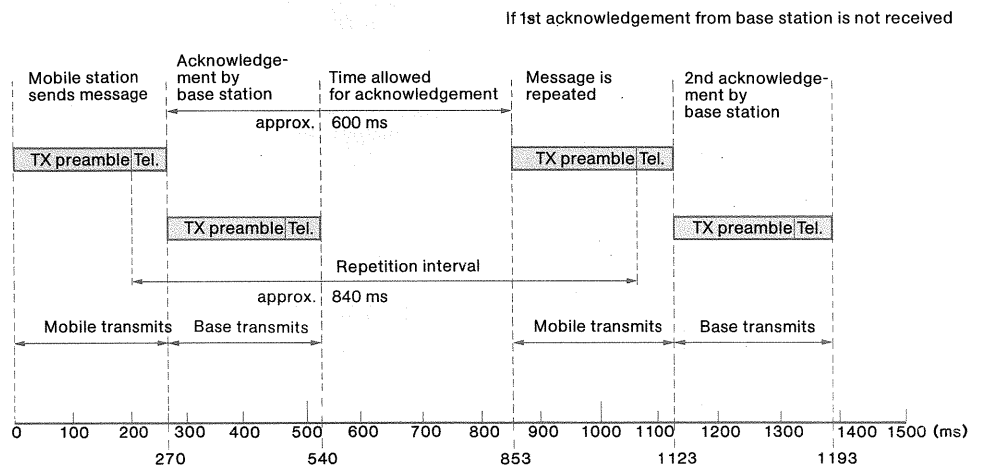 If 1st acknowledgement from base station is not received
Mobile station
sends message
Acknowledge-
ment by
base station
Time allowed
for acknowledgement
approx. 600 ms
Message is
repeated
2nd acknowledge-
ment by
base station
TX preamble Tel.
TX preamble Tel.
TX preamble Tel.
TX preamble Tel.
Repetition interval
approx. 840 ms
Mobile transmits
Base transmits
Mobile transmits
Base transmits
0 100 200 300 400 500 600 700 800 900 1000 1100 1200 1300 1400 1500 (ms)
270 540 853 1123 1193